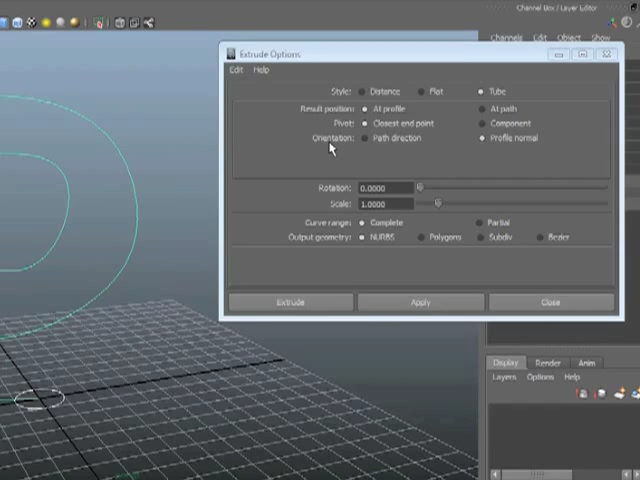 Channel Box / Layer Editor
Channels Edit Object Show
Extrude Options
Edit Help
Style: Distance Flat Tube
Result position: At profile At path
Pivot: Closest end point Component
Orientation: Path direction Profile normal
Rotation: 0.0000
Scale: 1.0000
Curve range: Complete Partial
Output geometry: NURBS Polygons Subdiv Bezier
Extrude Apply Close
Display Render Anim
Layers Options Help